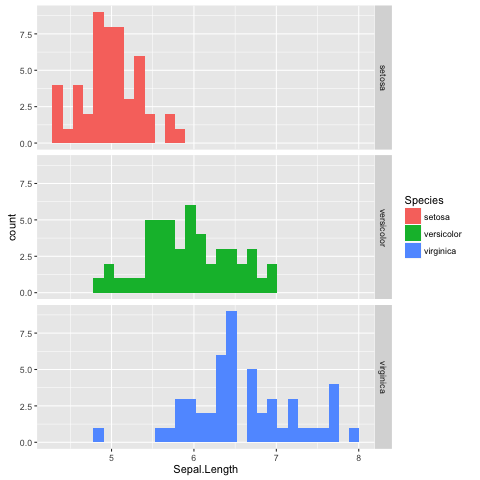 7.5
5.0
2.5
0.0
setosa
7.5
5.0
2.5
0.0
versicolor
7.5
5.0
2.5
0.0
virginica
count
5 6 7 8
Sepal.Length
Species
setosa
versicolor
virginica